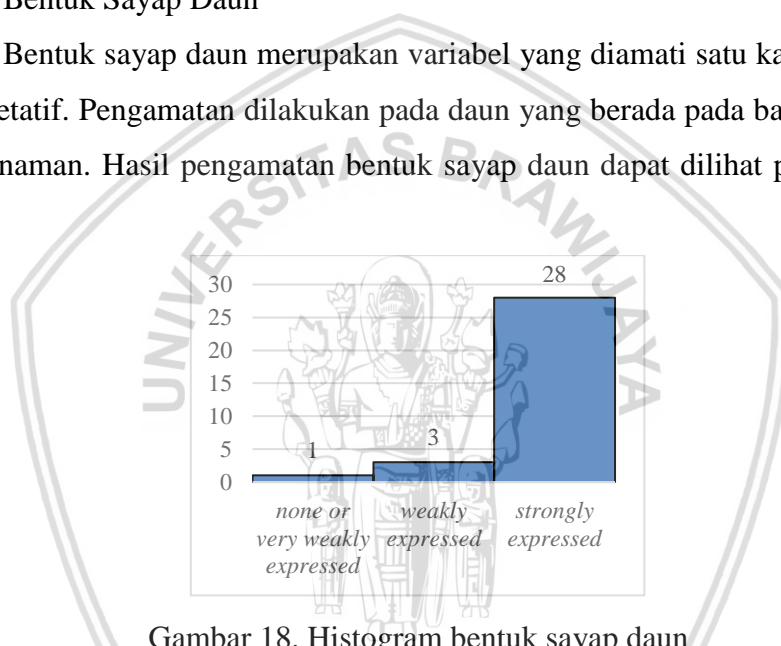 Bentuk Sayap Daun
Bentuk sayap daun merupakan variabel yang diamati satu ka
etatif. Pengamatan dilakukan pada daun yang berada pada ba
naman. Hasil pengamatan bentuk sayap daun dapat dilihat p
UNIVERSITAS BRAWIJAYA
30
25
20
15
10
5
0
1
3
28
none or
very weakly
expressed
weakly
expressed
strongly
expressed
Gambar 18. Histogram bentuk sayap daun